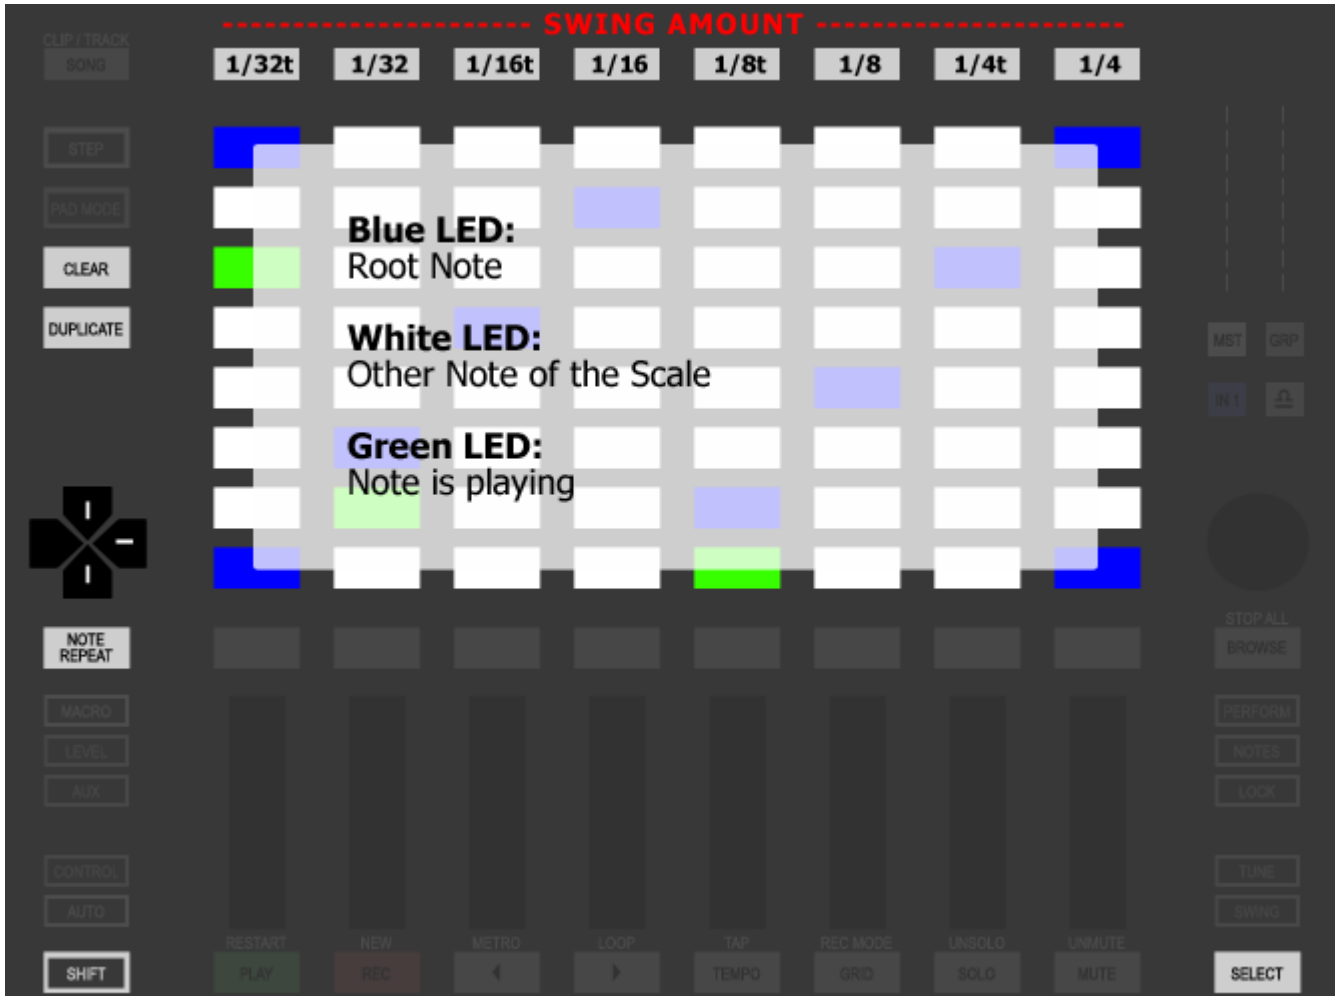 ------------------------ SWING AMOUNT ------------------------
CLIP / TRACK
SONG
1/32t 1/32 1/16t 1/16 1/8t 1/8 1/4t 1/4
STEP
PAD MODE
CLEAR
DUPLICATE
Blue LED:
Root Note
White LED:
Other Note of the Scale
Green LED:
Note is playing
MST GRP
IN 1
NOTE
REPEAT
STOP ALL
BROWSE
MACRO
LEVEL
AUX
PERFORM
NOTES
LOCK
CONTROL
AUTO
TUNE
SWING
RESTART NEW METRO LOOP TAP REC MODE UNSOLO UNMUTE
SHIFT PLAY REC TEMPO GRID SOLO MUTE SELECT